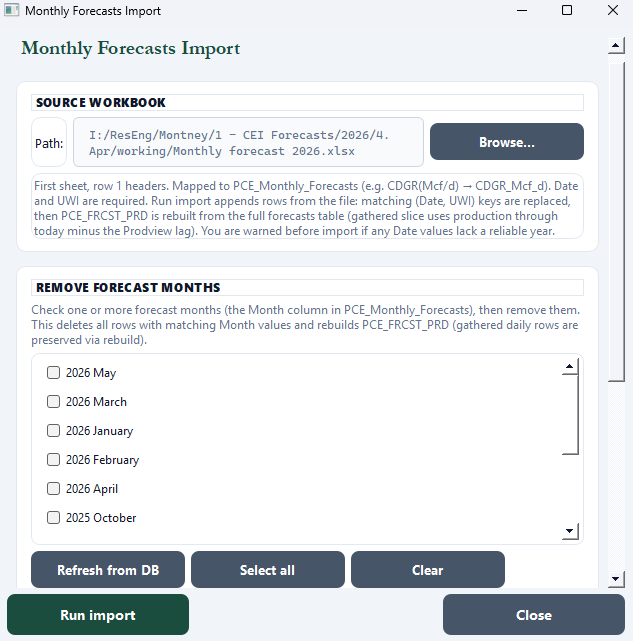 Monthly Forecasts Import
Monthly Forecasts Import
SOURCE WORKBOOK
Path:
I:/ResEng/Montney/1 - CEI Forecasts/2026/4.
Apr/working/Monthly forecast 2026.xlsx
Browse...
First sheet, row 1 headers. Mapped to PCE_Monthly_Forecasts (e.g. CDGR(Mcf/d) → CDGR_Mcf_d). Date
and UWI are required. Run import appends rows from the file: matching (Date, UWI) keys are replaced,
then PCE_FRCST_PRD is rebuilt from the full forecasts table (gathered slice uses production through
today minus the Prodview lag). You are warned before import if any Date values lack a reliable year.
REMOVE FORECAST MONTHS
Check one or more forecast months (the Month column in PCE_Monthly_Forecasts), then remove them.
This deletes all rows with matching Month values and rebuilds PCE_FRCST_PRD (gathered daily rows are
preserved via rebuild).
2026 May
2026 March
2026 January
2026 February
2026 April
2025 October
Refresh from DB
Select all
Clear
Run import
Close